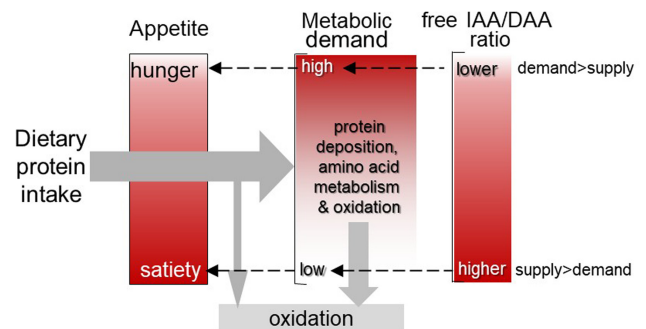 Appetite
Metabolic
demand
free IAA/DAA
ratio
hunger
high
lower
demand>supply
Dietary
protein
intake
protein
deposition,
amino acid
metabolism
& oxidation
satiety
low
higher
supply>demand
oxidation